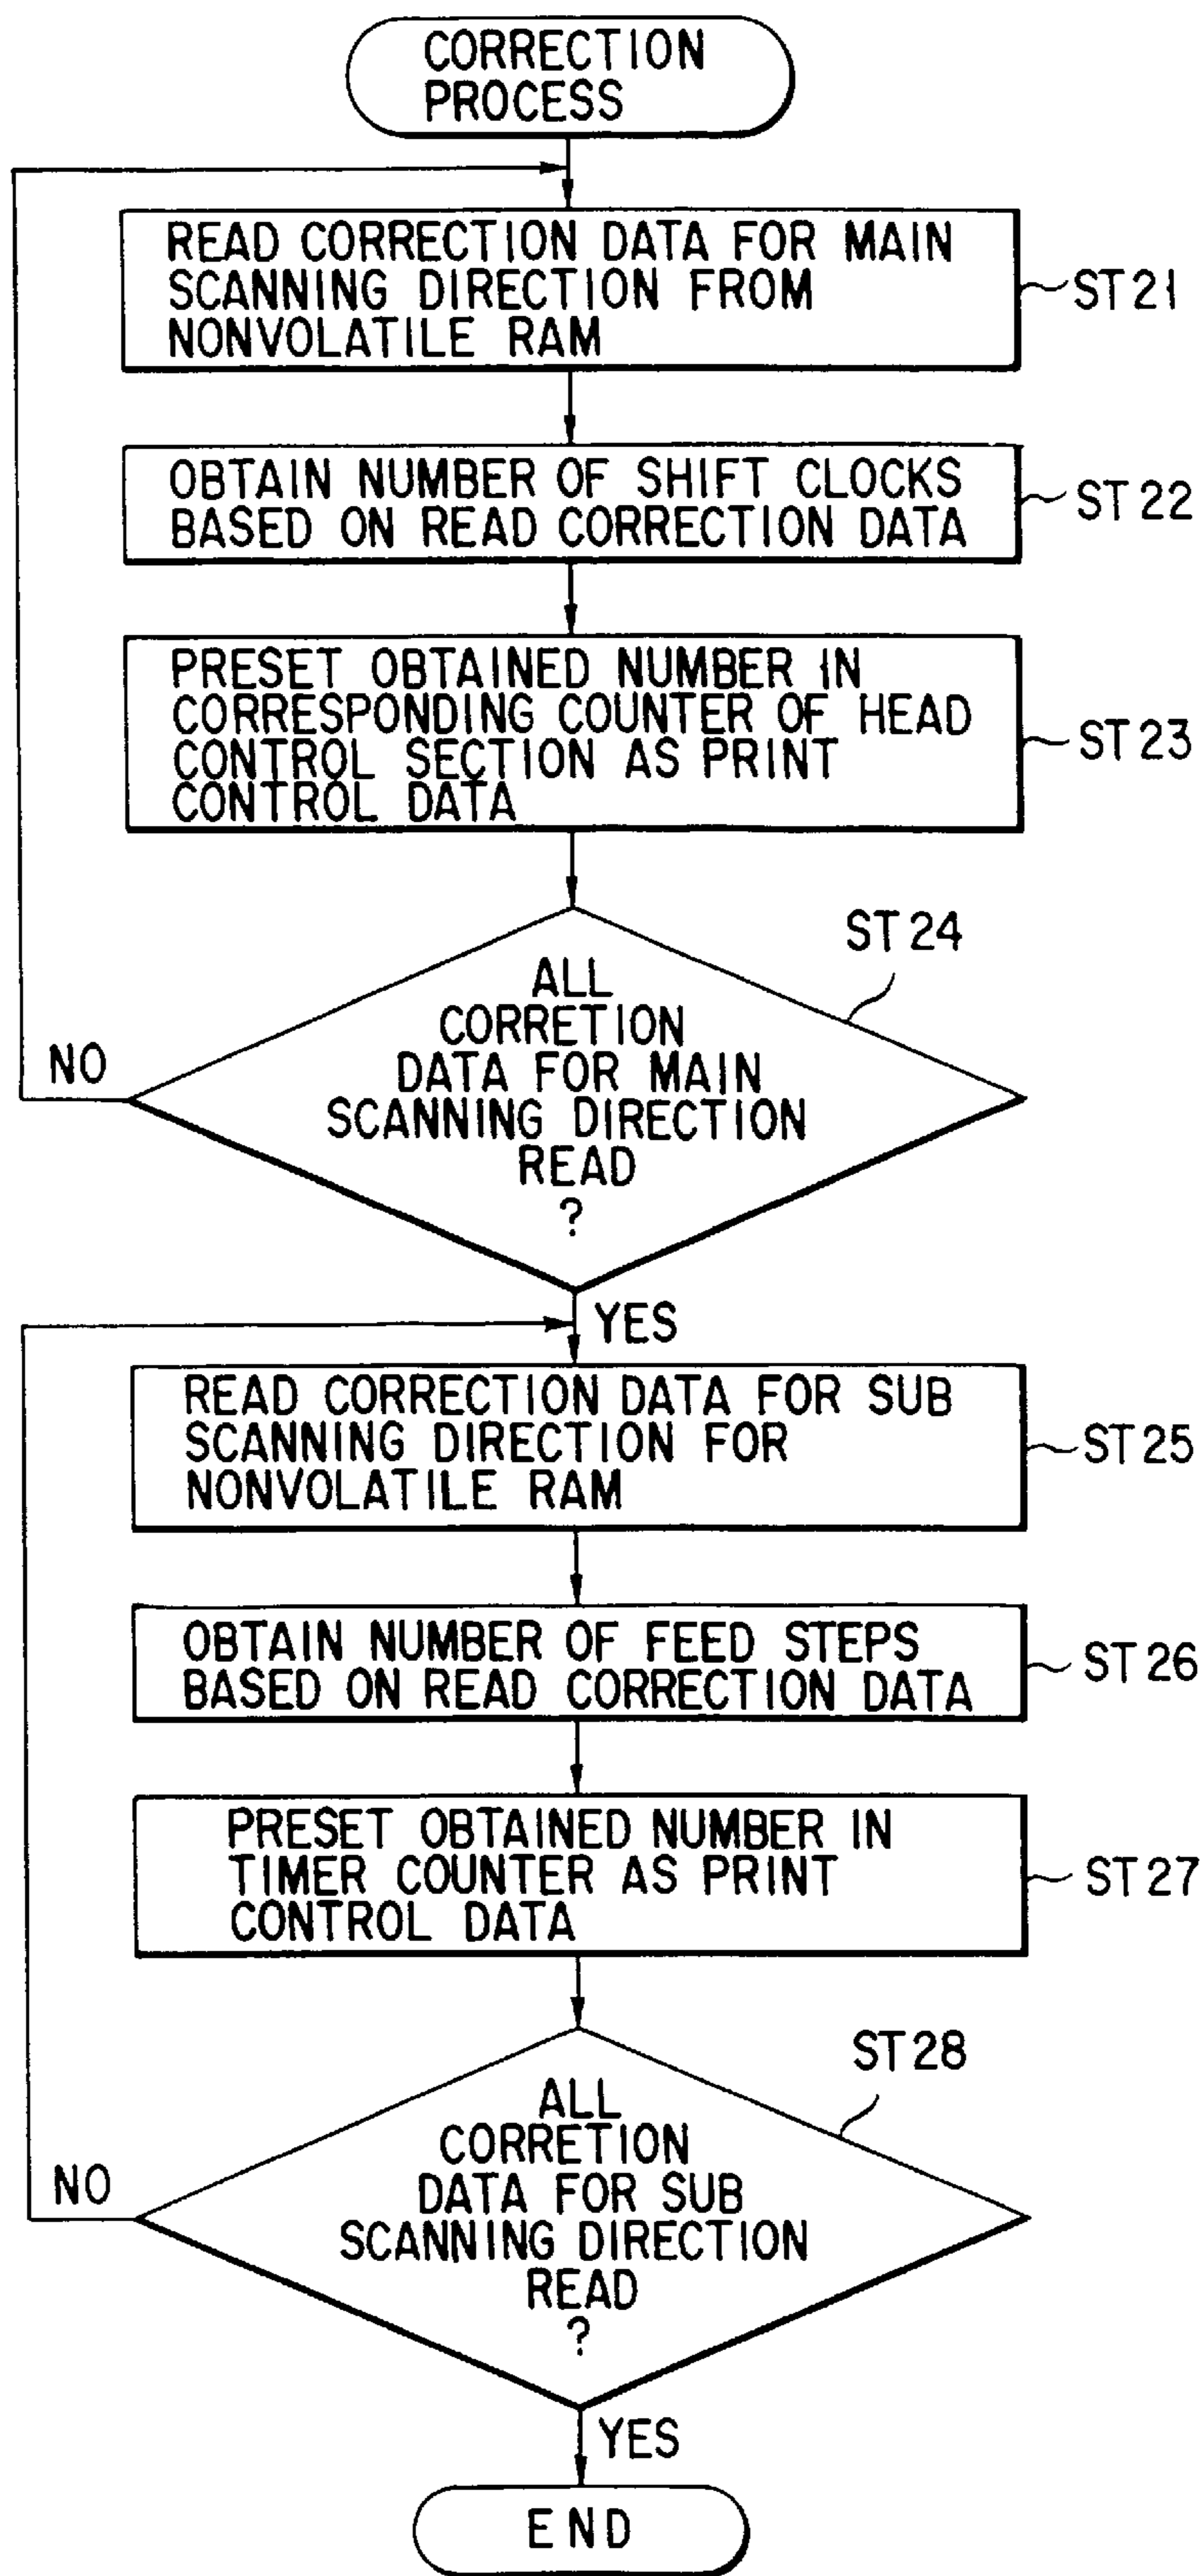 CORRECTION
PROCESS
READ CORRECTION DATA FOR MAIN
SCANNING DIRECTION FROM
NONVOLATILE RAM
ST21
OBTAIN NUMBER OF SHIFT CLOCKS
BASED ON READ CORRECTION DATA
ST22
PRESET OBTAINED NUMBER IN
CORRESPONDING COUNTER OF HEAD
CONTROL SECTION AS PRINT
CONTROL DATA
ST23
ST24
ALL
CORRETION
DATA FOR MAIN
SCANNING DIRECTION
READ
?
NO
YES
READ CORRECTION DATA FOR SUB
SCANNING DIRECTION FOR
NONVOLATILE RAM
ST25
OBTAIN NUMBER OF FEED STEPS
BASED ON READ CORRECTION DATA
ST26
PRESET OBTAINED NUMBER IN
TIMER COUNTER AS PRINT
CONTROL DATA
ST27
ST28
ALL
CORRETION
DATA FOR SUB
SCANNING DIRECTION
READ
?
NO
YES
END